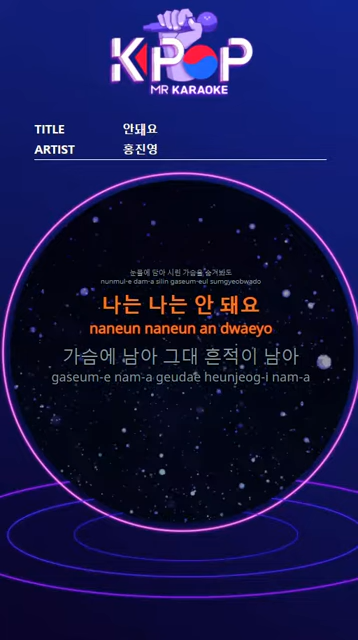 KPOP
MR KARAOKE
TITLE 안돼요
ARTIST 홍진영
눈물에 담아 시린 가슴을 숨겨봐도
nunmul-e dam-a silin gaseum-eul sumgyeobwado
나는 나는 안 돼요
naneun naneun an dwaeyo
가슴에 남아 그대 흔적이 남아
gaseum-e nam-a geudae heunjeog-i nam-a